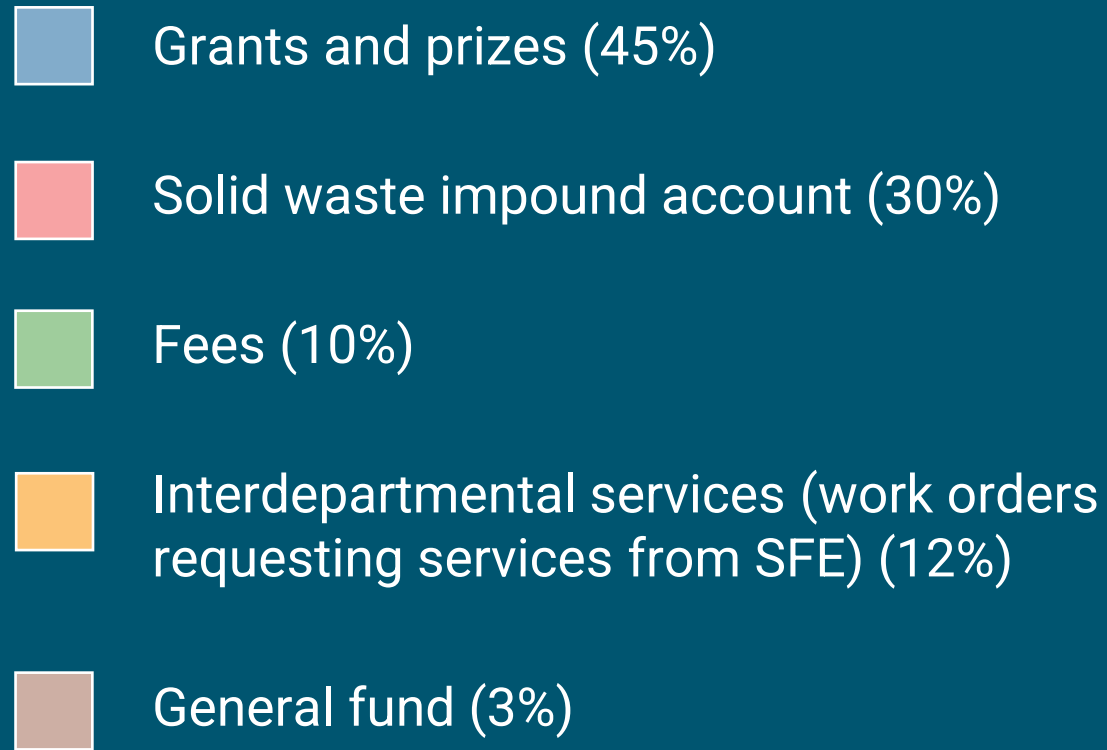 Grants and prizes (45%)
Solid waste impound account (30%)
Fees (10%)
Interdepartmental services (work orders
requesting services from SFE) (12%)
General fund (3%)